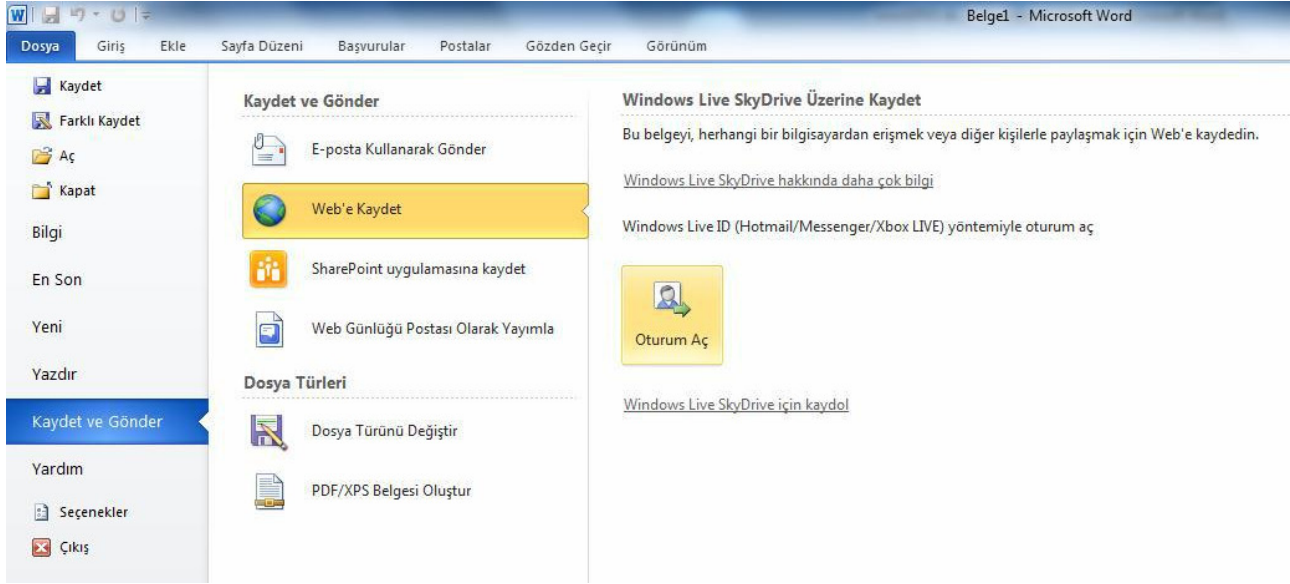 Belge1 - Microsoft Word
Dosya Giriş Ekle Sayfa Düzeni Başvurular Postalar Gözden Geçir Görünüm
Kaydet
Farklı Kaydet
Aç
Kapat
Bilgi
En Son
Yeni
Yazdır
Kaydet ve Gönder
Yardım
Seçenekler
Çıkış
Kaydet ve Gönder
E-posta Kullanarak Gönder
Web'e Kaydet
SharePoint uygulamasına kaydet
Web Günlüğü Postası Olarak Yayımla
Dosya Türleri
Dosya Türünü Değiştir
PDF/XPS Belgesi Oluştur
Windows Live SkyDrive Üzerine Kaydet
Bu belgeyi, herhangi bir bilgisayardan erişmek veya diğer kişilerle paylaşmak için Web'e kaydedin.
Windows Live SkyDrive hakkında daha çok bilgi
Windows Live ID (Hotmail/Messenger/Xbox LIVE) yöntemiyle oturum aç
Oturum Aç
Windows Live SkyDrive için kaydol